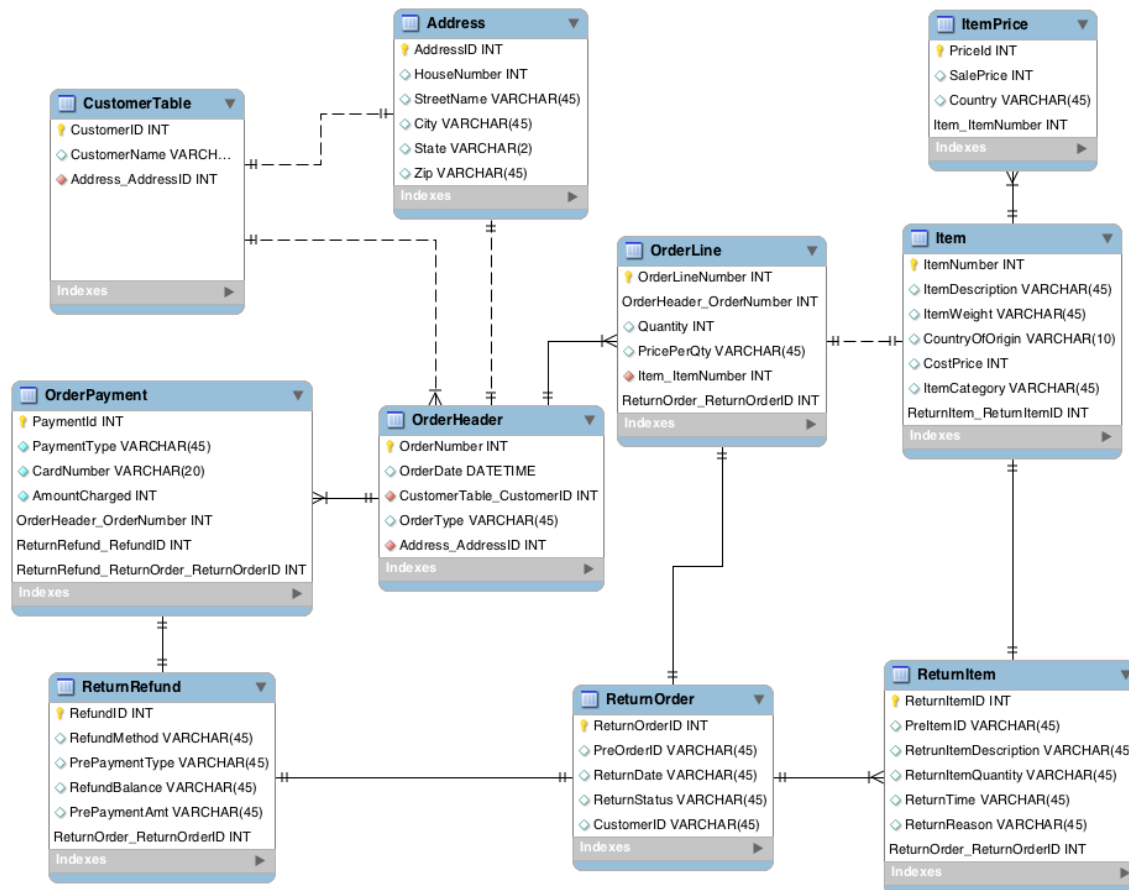 Address
AddressID INT
HouseNumber INT
StreetName VARCHAR(45)
City VARCHAR(45)
State VARCHAR(2)
Zip VARCHAR(45)
Indexes
ItemPrice
PriceId INT
SalePrice INT
Country VARCHAR(45)
Item_ItemNumber INT
Indexes
CustomerTable
CustomerID INT
CustomerName VARCH...
Address_AddressID INT
Indexes
OrderLine
OrderLineNumber INT
OrderHeader_OrderNumber INT
Quantity INT
PricePerQty VARCHAR(45)
Item_ItemNumber INT
ReturnOrder_ReturnOrderID INT
Indexes
Item
ItemNumber INT
ItemDescription VARCHAR(45)
ItemWeight VARCHAR(45)
CountryOfOrigin VARCHAR(10)
CostPrice INT
ItemCategory VARCHAR(45)
ReturnItem_ReturnItemID INT
Indexes
OrderPayment
PaymentId INT
PaymentType VARCHAR(45)
CardNumber VARCHAR(20)
AmountCharged INT
OrderHeader_OrderNumber INT
ReturnRefund_RefundID INT
ReturnRefund_ReturnOrder_ReturnOrderID INT
Indexes
OrderHeader
OrderNumber INT
OrderDate DATETIME
CustomerTable_CustomerID INT
OrderType VARCHAR(45)
Address_AddressID INT
Indexes
ReturnRefund
RefundID INT
RefundMethod VARCHAR(45)
PrePaymentType VARCHAR(45)
RefundBalance VARCHAR(45)
PrePaymentAmt VARCHAR(45)
ReturnOrder_ReturnOrderID INT
Indexes
ReturnOrder
ReturnOrderID INT
PreOrderID VARCHAR(45)
ReturnDate VARCHAR(45)
ReturnStatus VARCHAR(45)
CustomerID VARCHAR(45)
Indexes
ReturnItem
ReturnItemID INT
PreItemID VARCHAR(45)
RetrunItemDescription VARCHAR(45
ReturnItemQuantity VARCHAR(45)
ReturnTime VARCHAR(45)
ReturnReason VARCHAR(45)
ReturnOrder_ReturnOrderID INT
Indexes